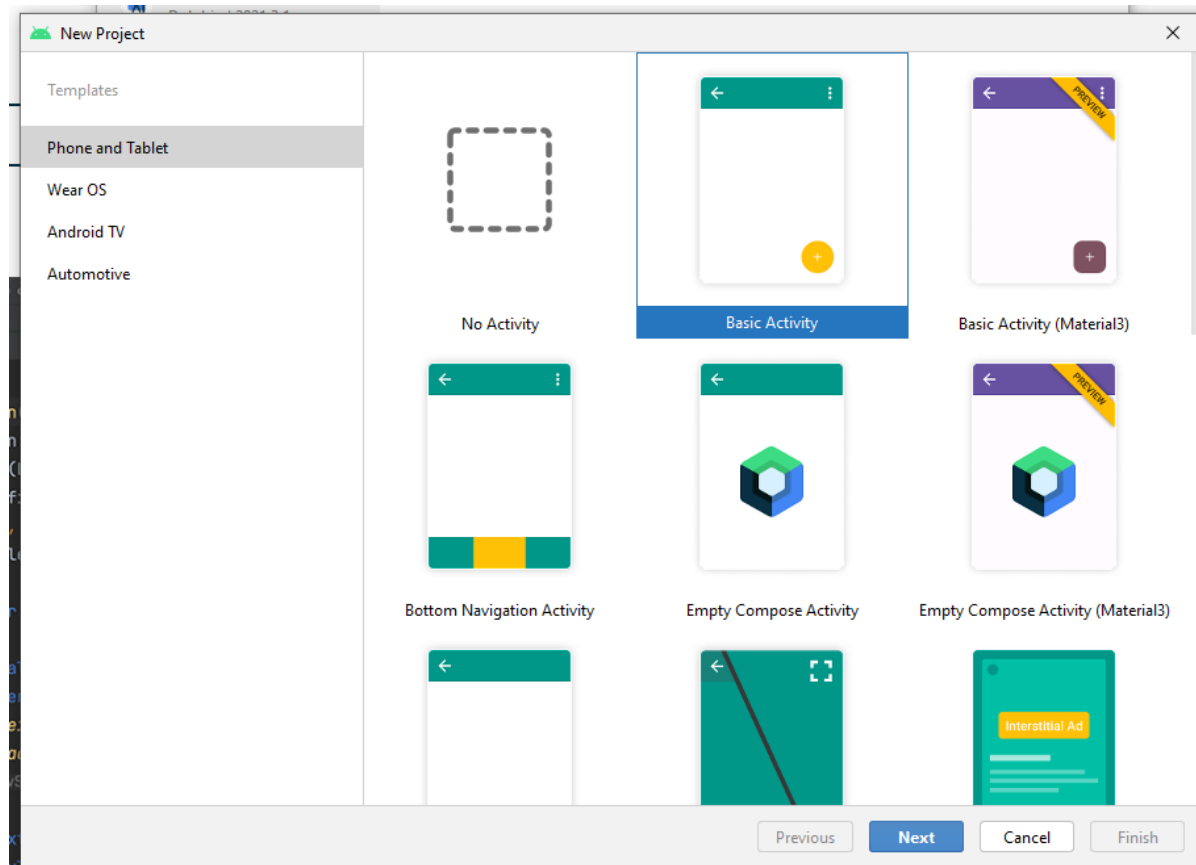 New Project
Templates
Phone and Tablet
Wear OS
Android TV
Automotive
No Activity
Basic Activity
PREVIEW
Basic Activity (Material3)
Bottom Navigation Activity
Empty Compose Activity
PREVIEW
Empty Compose Activity (Material3)
Interstitial Ad
Previous
Next
Cancel
Finish